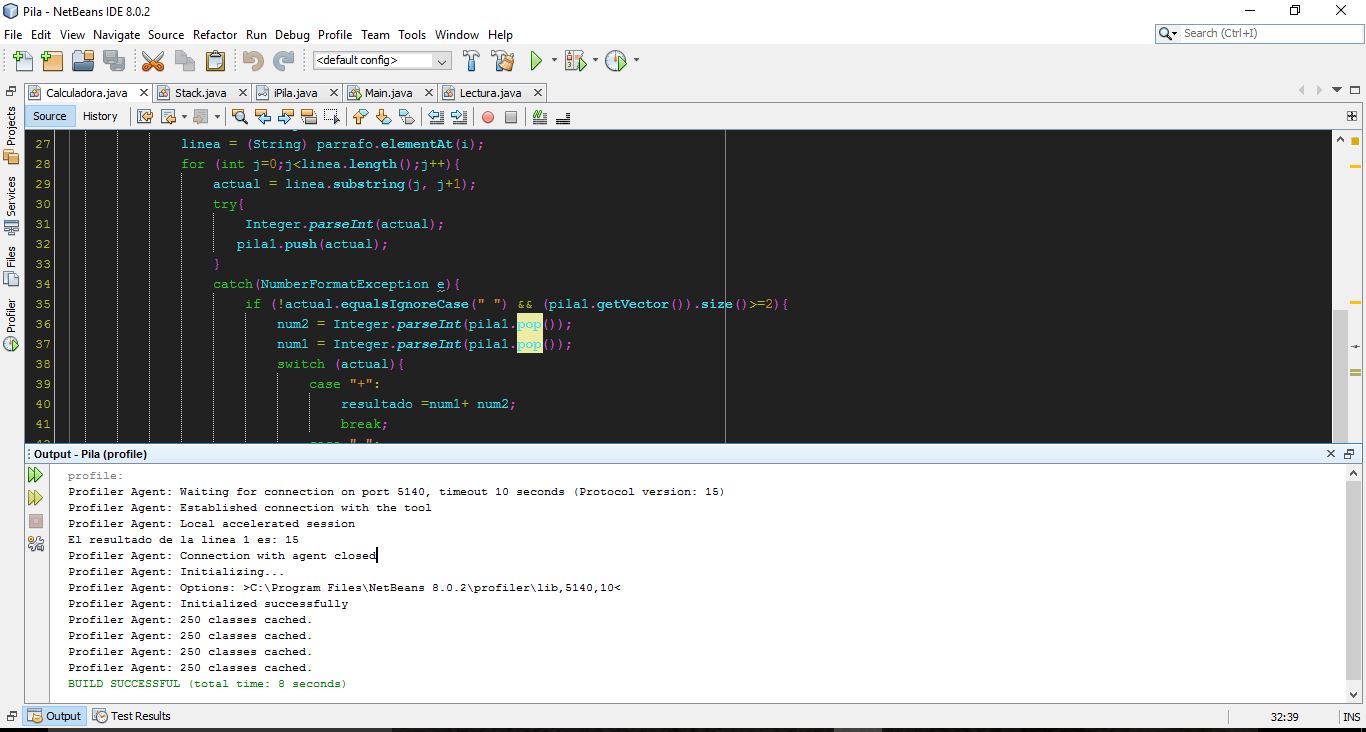 Pila - NetBeans IDE 8.0.2
File Edit View Navigate Source Refactor Run Debug Profile Team Tools Window Help
Search (Ctrl+I)
<default config>
Calculadora.java Stack.java iPila.java Main.java Lectura.java
Source History
Projects
Services
Files
Profiler
27 linea = (String) parrafo.elementAt(i);
28 for (int j=0;j<linea.length();j++){
29 actual = linea.substring(j, j+1);
30 try{
31 Integer.parseInt(actual);
32 pila1.push(actual);
33 }
34 catch(NumberFormatException e){
35 if (!actual.equalsIgnoreCase(" ") && (pila1.getVector()).size()>=2){
36 num2 = Integer.parseInt(pila1.pop());
37 num1 = Integer.parseInt(pila1.pop());
38 switch (actual){
39 case "+":
40 resultado =num1+ num2;
41 break;
Output - Pila (profile)
profile:
Profiler Agent: Waiting for connection on port 5140, timeout 10 seconds (Protocol version: 15)
Profiler Agent: Established connection with the tool
Profiler Agent: Local accelerated session
El resultado de la linea 1 es: 15
Profiler Agent: Connection with agent closed
Profiler Agent: Initializing...
Profiler Agent: Options: >C:\Program Files\NetBeans 8.0.2\profiler\lib,5140,10<
Profiler Agent: Initialized successfully
Profiler Agent: 250 classes cached.
Profiler Agent: 250 classes cached.
Profiler Agent: 250 classes cached.
Profiler Agent: 250 classes cached.
BUILD SUCCESSFUL (total time: 8 seconds)
Output Test Results
32:39 INS